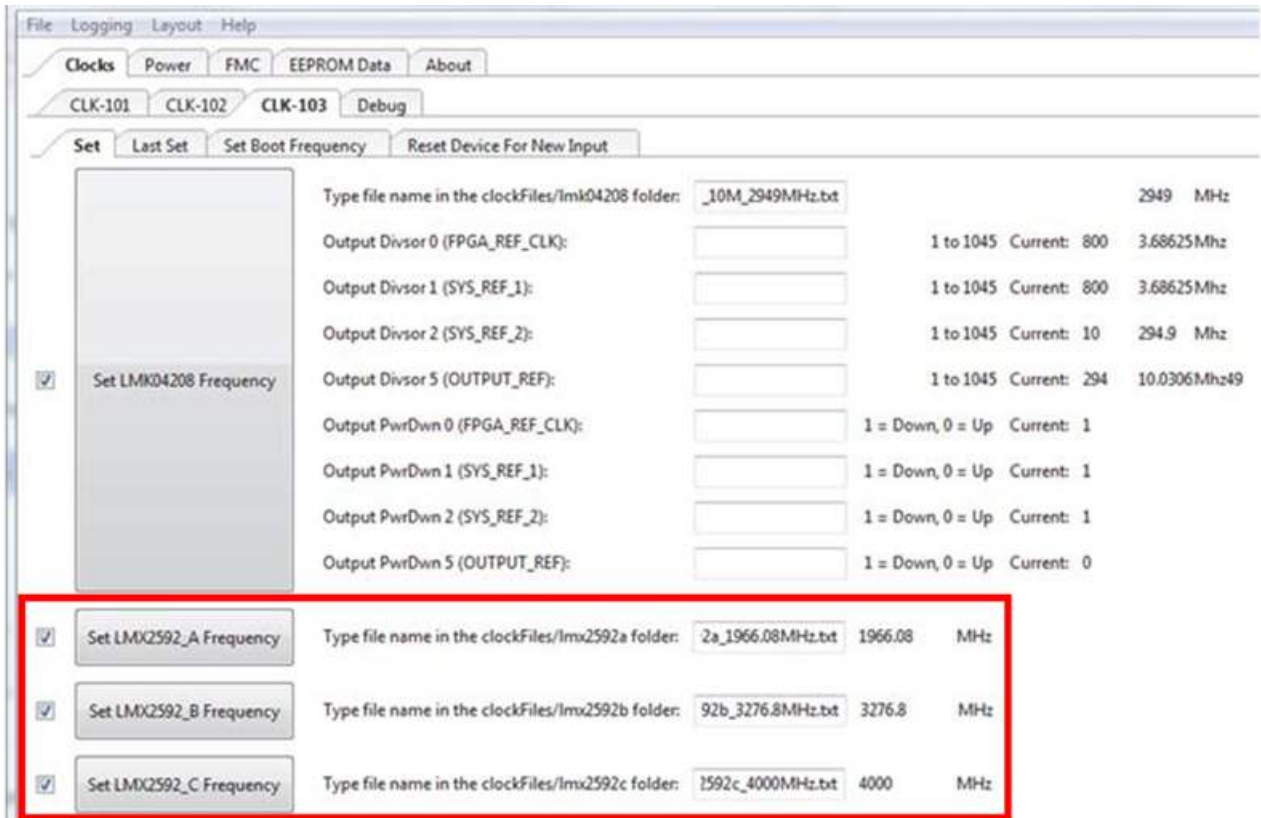 File Logging Layout Help
Clocks Power FMC EEPROM Data About
CLK-101 CLK-102 CLK-103 Debug
Set Last Set Set Boot Frequency Reset Device For New Input
Type file name in the clockFiles/lmk04208 folder: _10M_2949MHz.txt 2949 MHz
Output Divsor 0 (FPGA_REF_CLK): 1 to 1045 Current: 800 3.68625Mhz
Output Divsor 1 (SYS_REF_1): 1 to 1045 Current: 800 3.68625Mhz
Output Divsor 2 (SYS_REF_2): 1 to 1045 Current: 10 294.9 Mhz
Set LMK04208 Frequency Output Divsor 5 (OUTPUT_REF): 1 to 1045 Current: 294 10.0306Mhz49
Output PwrDwn 0 (FPGA_REF_CLK): 1 = Down, 0 = Up Current: 1
Output PwrDwn 1 (SYS_REF_1): 1 = Down, 0 = Up Current: 1
Output PwrDwn 2 (SYS_REF_2): 1 = Down, 0 = Up Current: 1
Output PwrDwn 5 (OUTPUT_REF): 1 = Down, 0 = Up Current: 0
Set LMX2592_A Frequency Type file name in the clockFiles/lmx2592a folder: 2a_1966.08MHz.txt 1966.08 MHz
Set LMX2592_B Frequency Type file name in the clockFiles/lmx2592b folder: 92b_3276.8MHz.txt 3276.8 MHz
Set LMX2592_C Frequency Type file name in the clockFiles/lmx2592c folder: 2592c_4000MHz.txt 4000 MHz